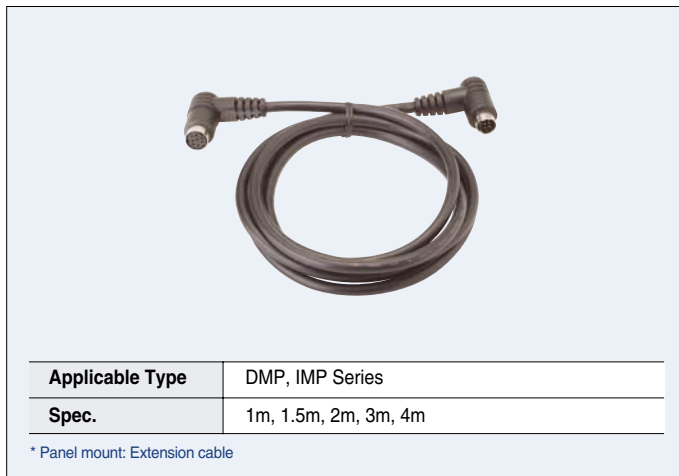 Applicable Type DMP, IMP Series
Spec. 1m, 1.5m, 2m, 3m, 4m
* Panel mount: Extension cable